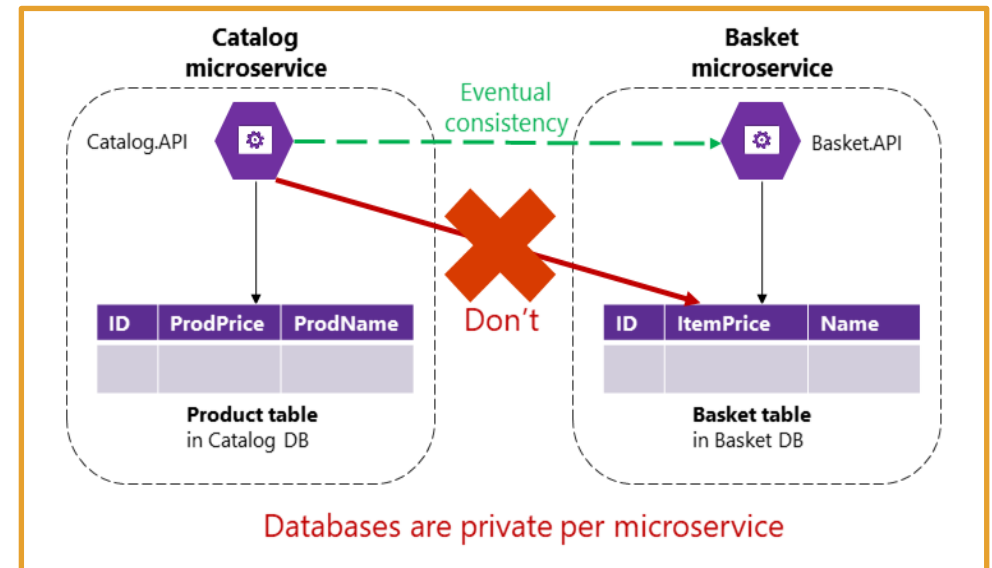 Catalog
microservice
Basket
microservice
Eventual
consistency
Catalog.API
Basket.API
Don't
ID ProdPrice ProdName
ID ItemPrice Name
Product table
in Catalog DB
Basket table
in Basket DB
Databases are private per microservice